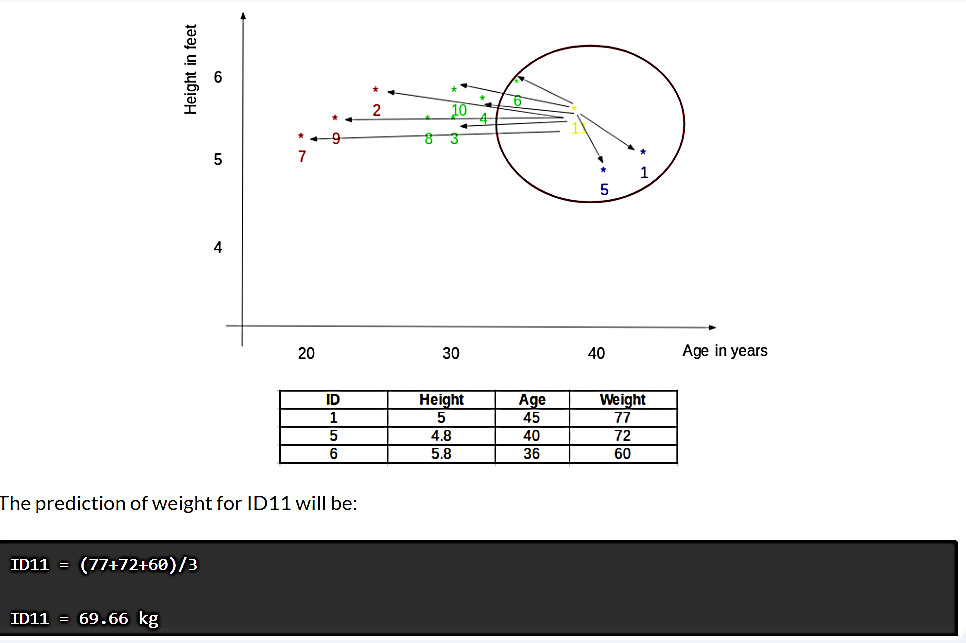 Height in feet
6
5
4
2
10
6
4
11
9
8
3
7
1
5
20
30
40
Age in years
ID Height Age Weight
1 5 45 77
5 4.8 40 72
6 5.8 36 60
The prediction of weight for ID11 will be:
ID11 = (77+72+60)/3
ID11 = 69.66 kg